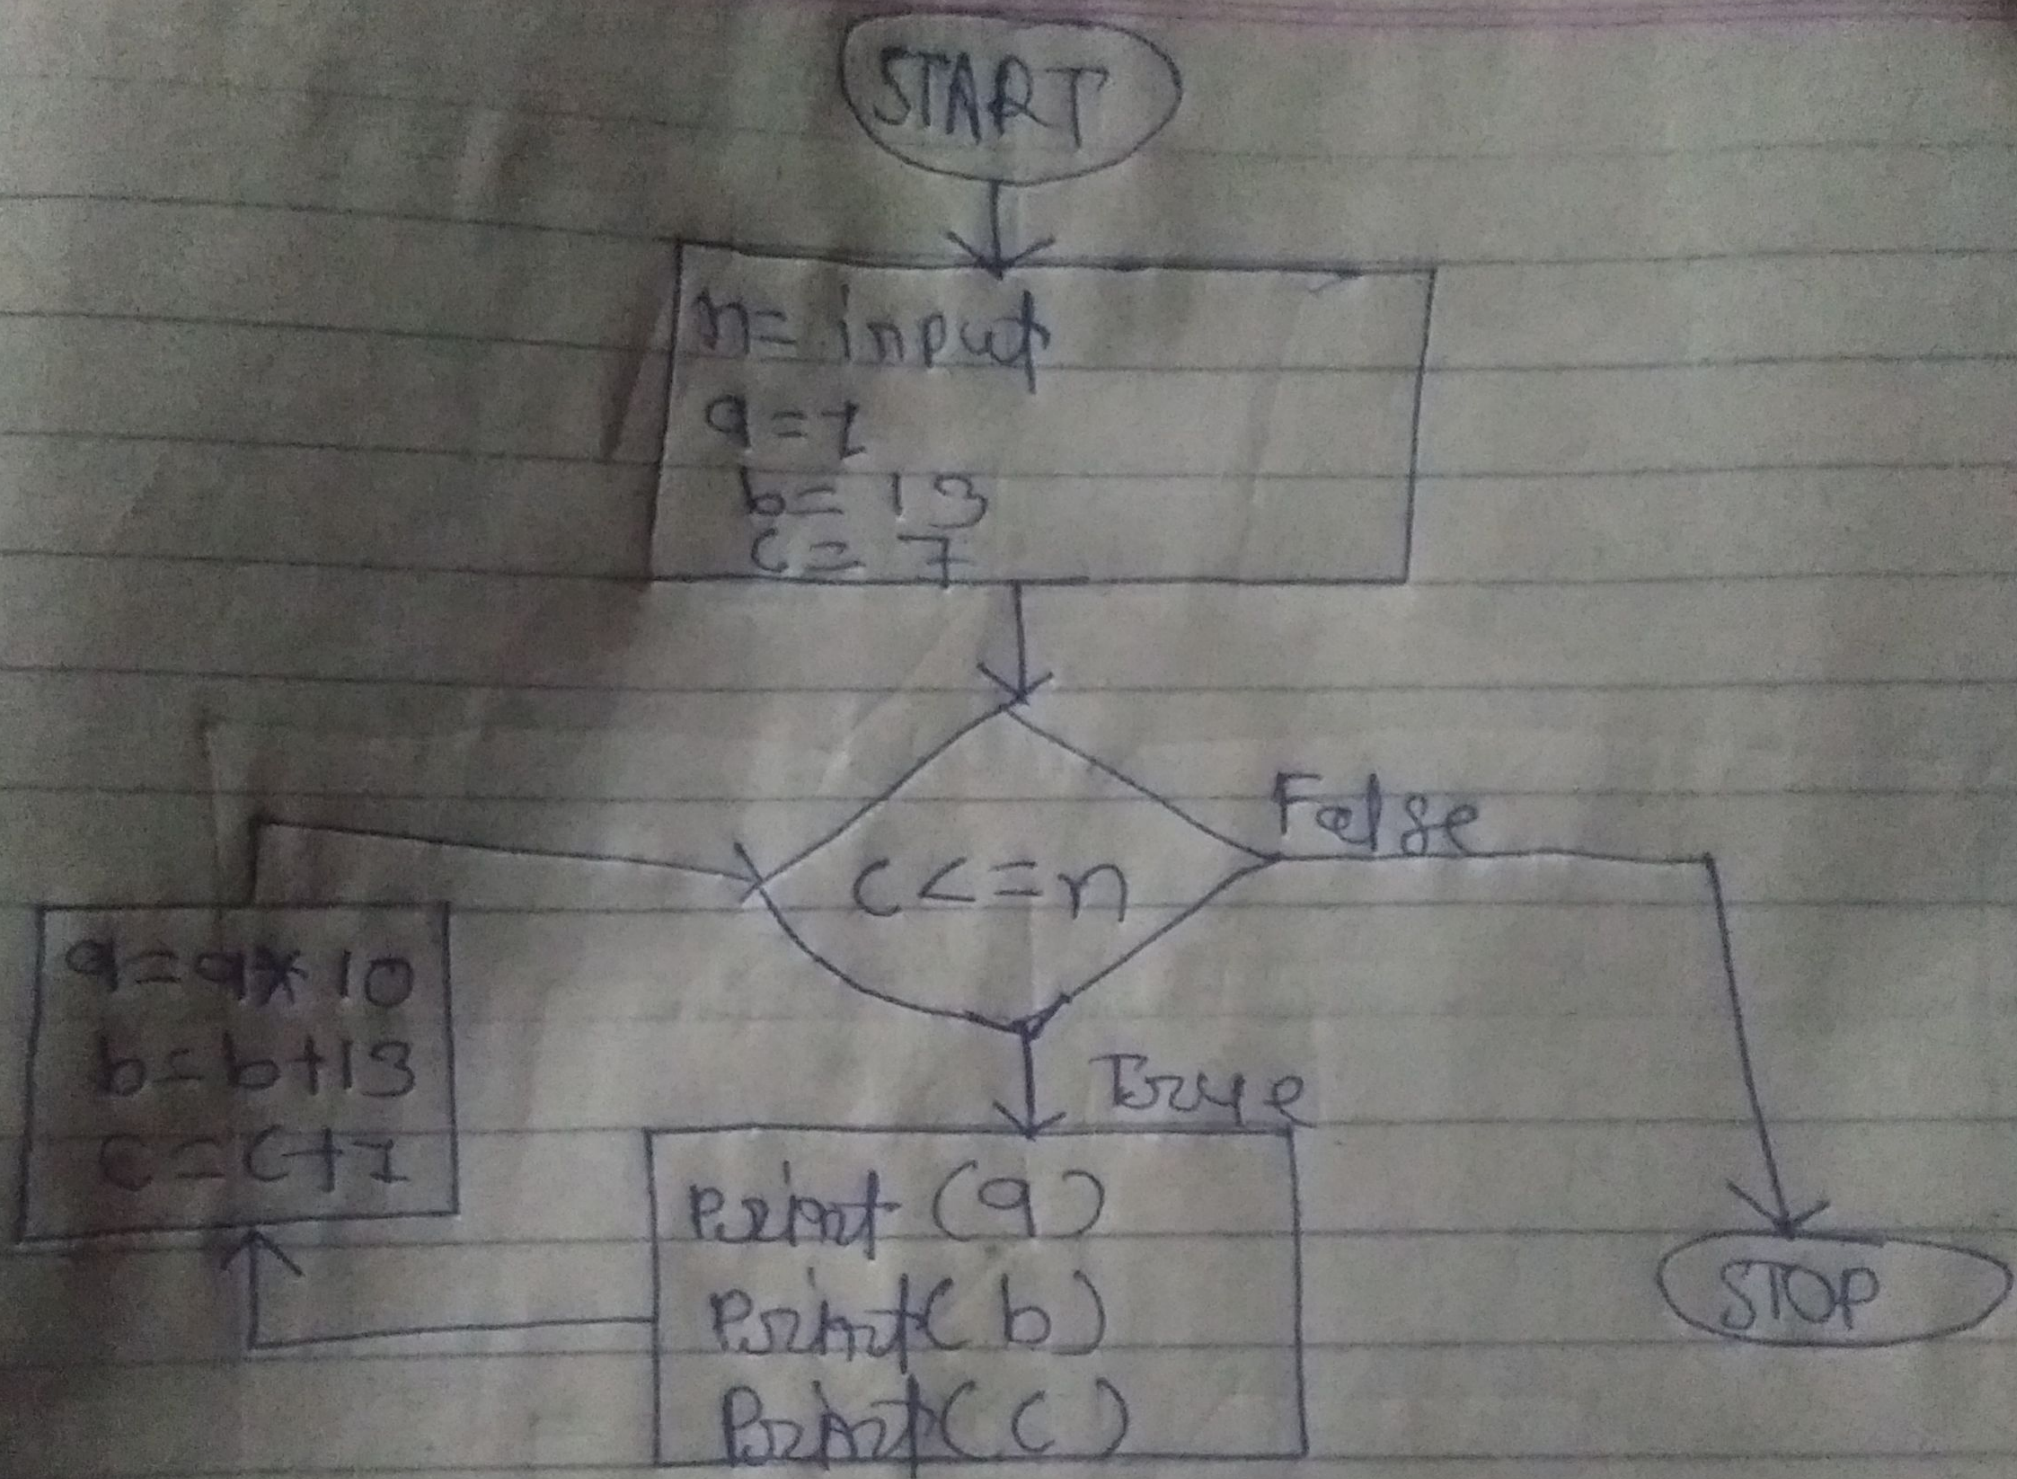 START
n= input
a=1
b= 13
c= 7
False
c<=n
a=a*10
b=b+13
c=c+1
True
Print (a)
Print( b)
Print( c )
STOP